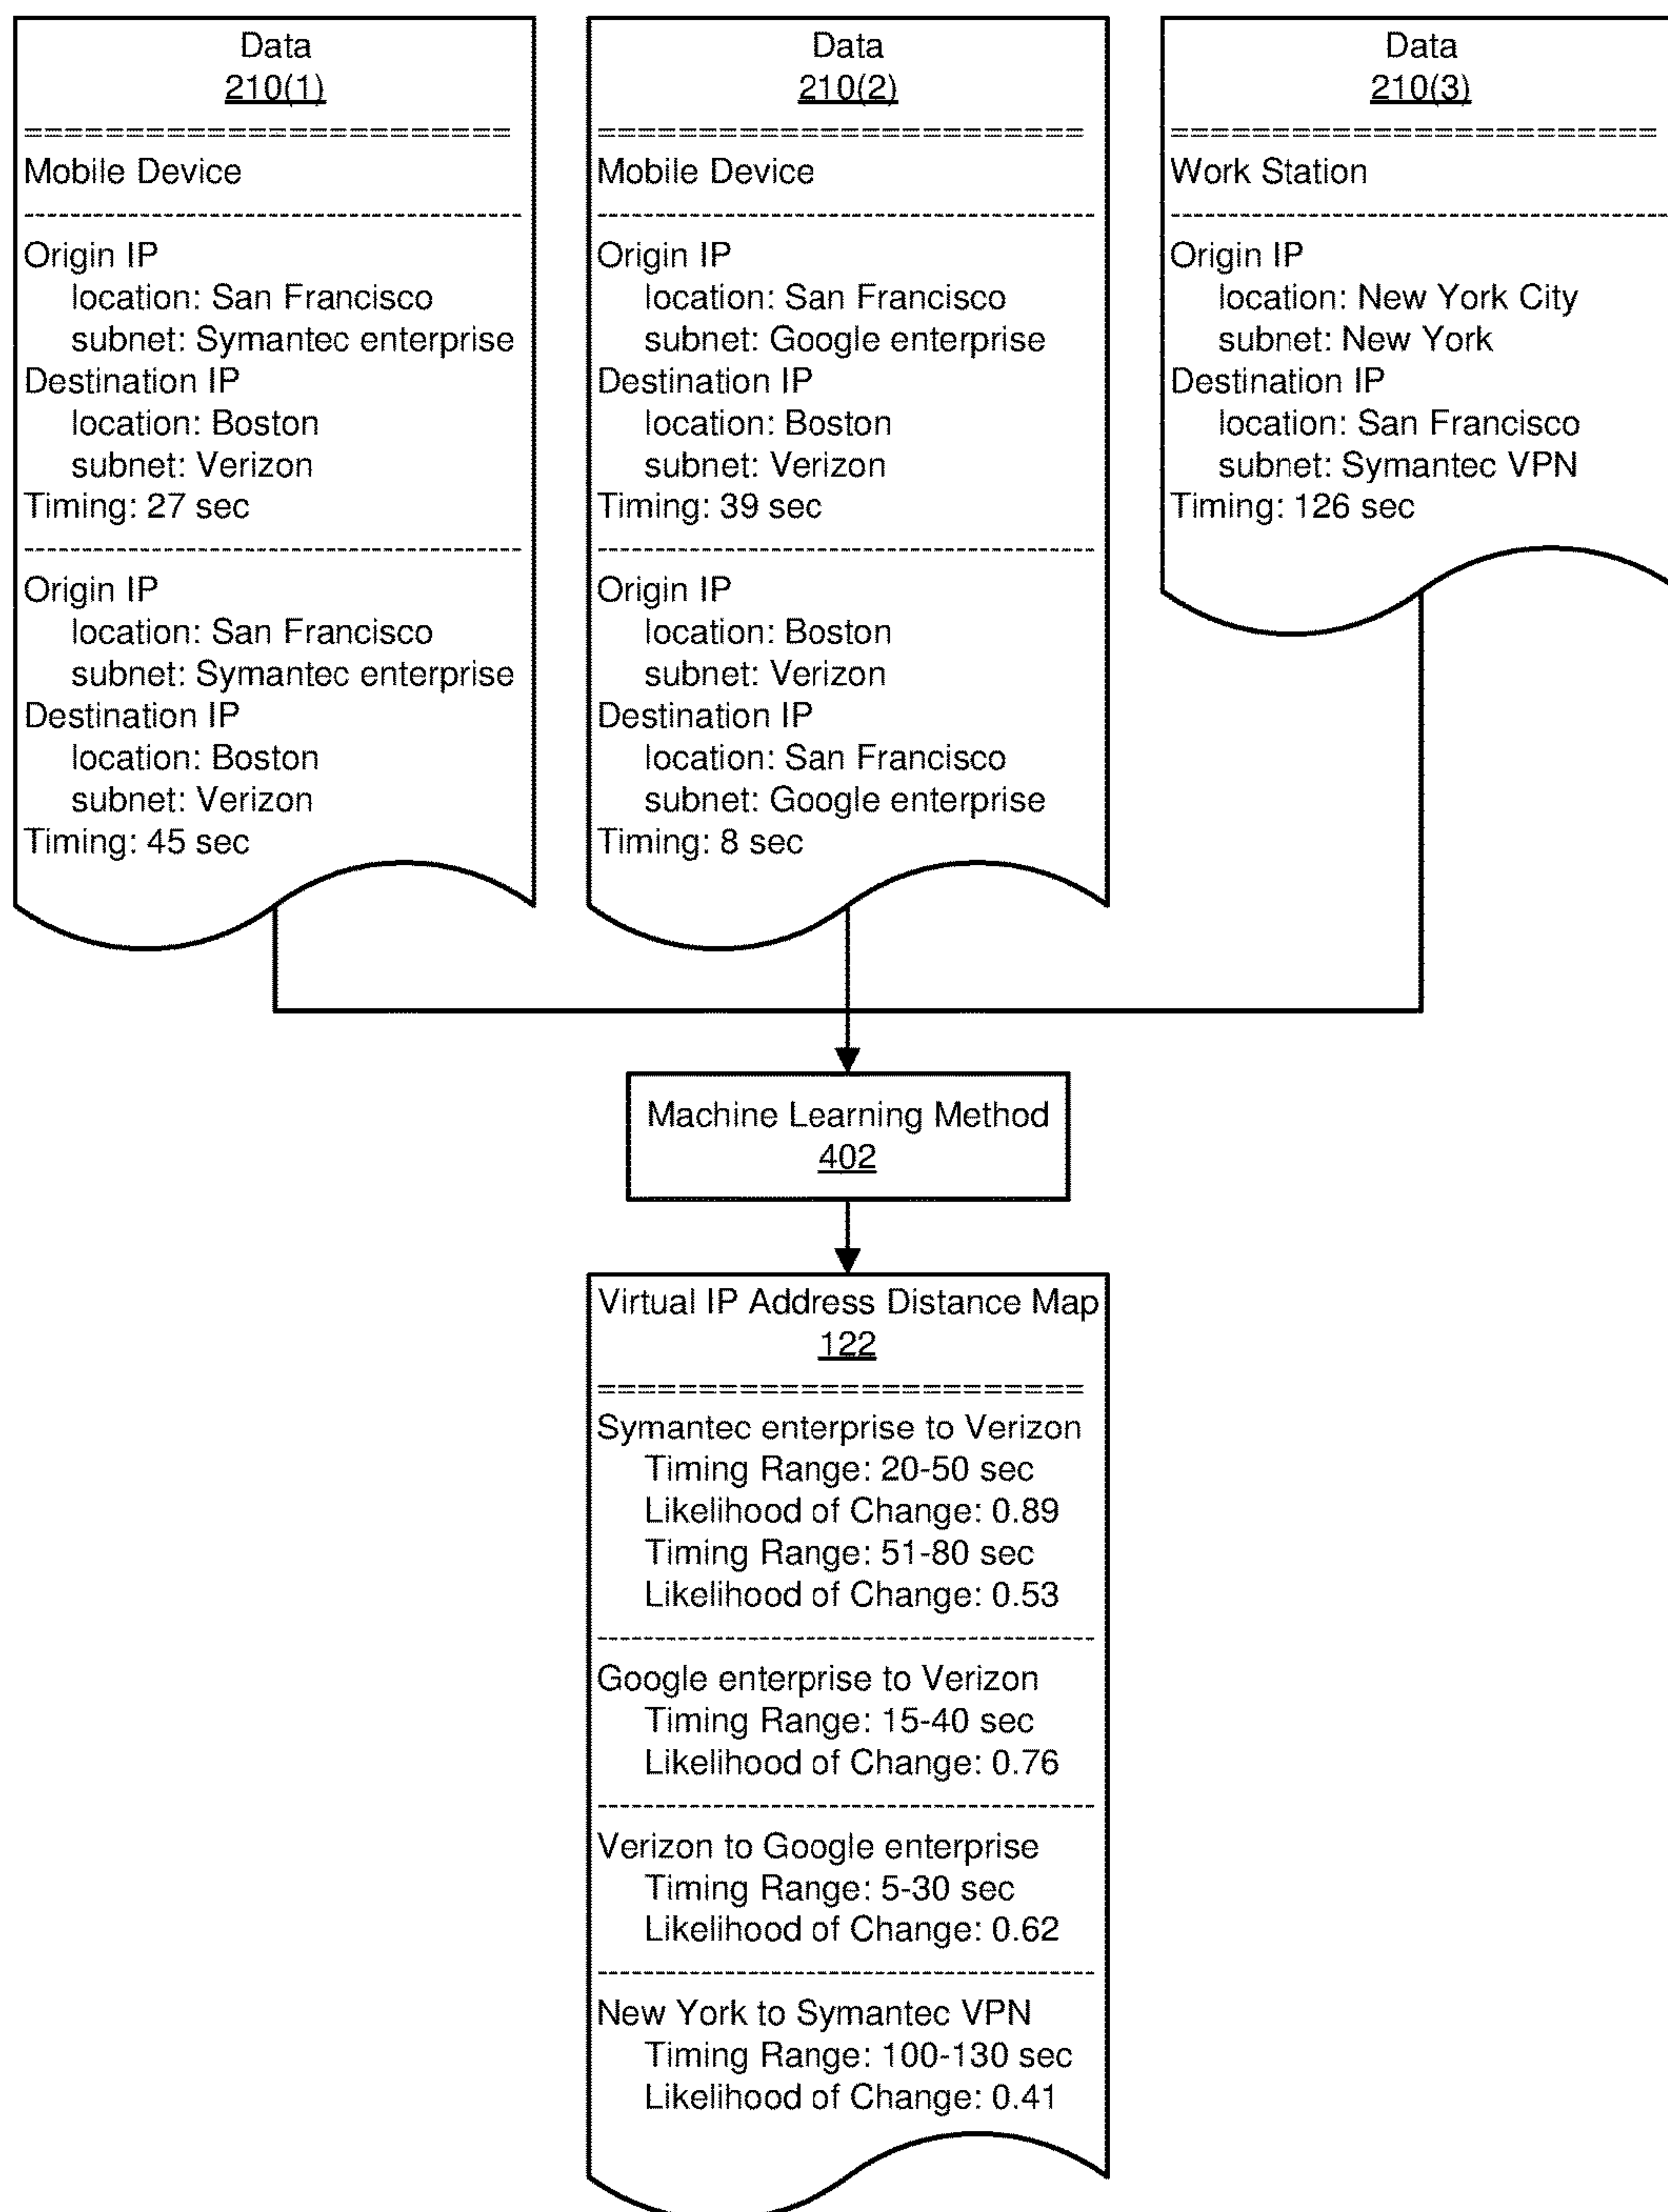 Data
210(1)
=========================
Mobile Device
------------------------------------------
Origin IP
location: San Francisco
subnet: Symantec enterprise
Destination IP
location: Boston
subnet: Verizon
Timing: 27 sec
------------------------------------------
Origin IP
location: San Francisco
subnet: Symantec enterprise
Destination IP
location: Boston
subnet: Verizon
Timing: 45 sec
Data
210(2)
=========================
Mobile Device
------------------------------------------
Origin IP
location: San Francisco
subnet: Google enterprise
Destination IP
location: Boston
subnet: Verizon
Timing: 39 sec
------------------------------------------
Origin IP
location: Boston
subnet: Verizon
Destination IP
location: San Francisco
subnet: Google enterprise
Timing: 8 sec
Data
210(3)
=========================
Work Station
------------------------------------------
Origin IP
location: New York City
subnet: New York
Destination IP
location: San Francisco
subnet: Symantec VPN
Timing: 126 sec
Machine Learning Method
402
Virtual IP Address Distance Map
122
=========================
Symantec enterprise to Verizon
Timing Range: 20-50 sec
Likelihood of Change: 0.89
Timing Range: 51-80 sec
Likelihood of Change: 0.53
------------------------------------------
Google enterprise to Verizon
Timing Range: 15-40 sec
Likelihood of Change: 0.76
------------------------------------------
Verizon to Google enterprise
Timing Range: 5-30 sec
Likelihood of Change: 0.62
------------------------------------------
New York to Symantec VPN
Timing Range: 100-130 sec
Likelihood of Change: 0.41